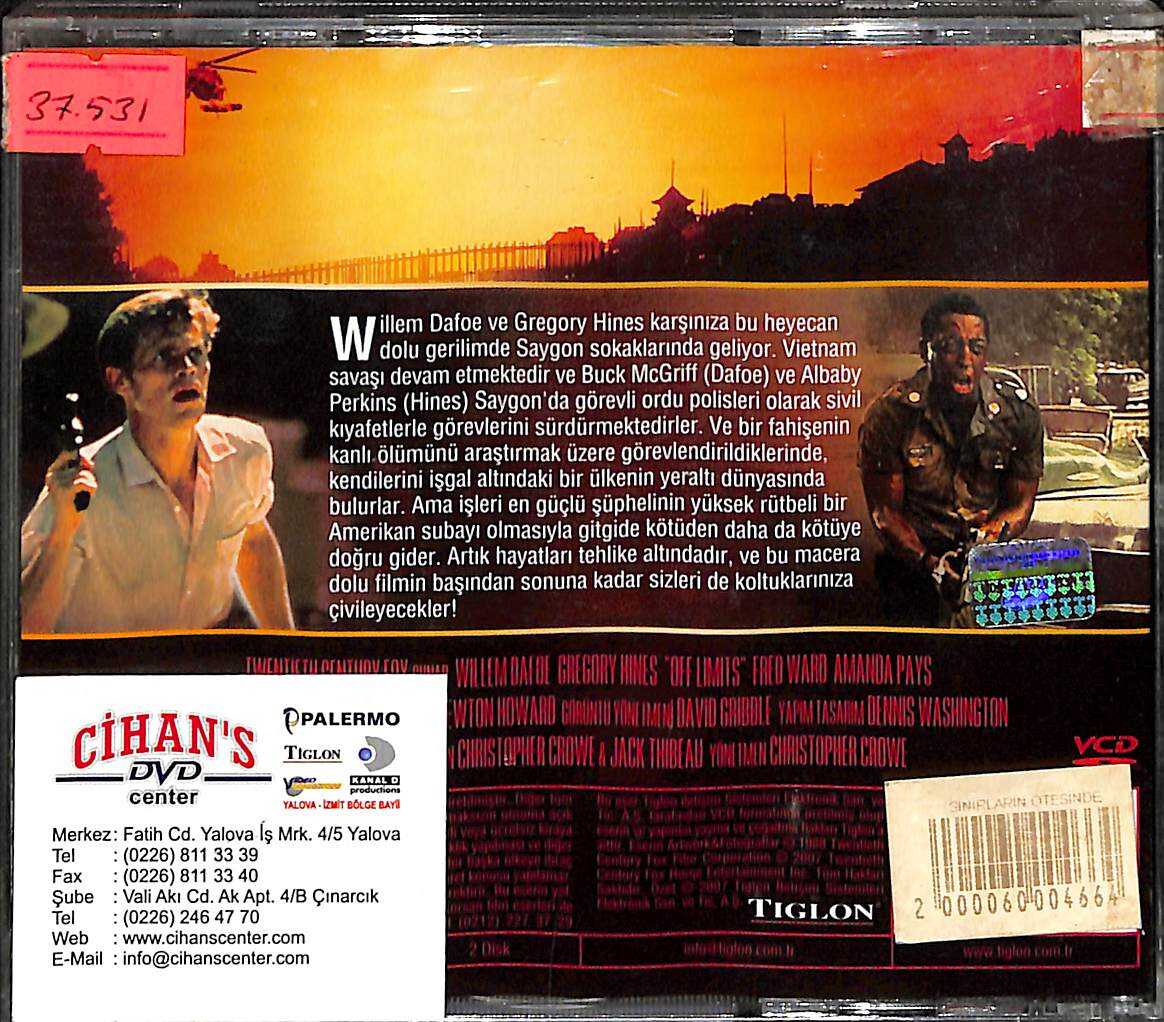 37.531
Willem Dafoe ve Gregory Hines karşınıza bu heyecan
dolu gerilimde Saygon sokaklarında geliyor. Vietnam
savaşı devam etmektedir ve Buck McGriff (Dafoe) ve Albaby
Perkins (Hines) Saygon'da görevli ordu polisleri olarak sivil
kıyafetlerle görevlerini sürdürmektedirler. Ve bir fahişenin
kanlı ölümünü araştırmak üzere görevlendirildiklerinde,
kendilerini işgal altındaki bir ülkenin yeraltı dünyasında
bulurlar. Ama işleri en güçlü şüphelinin yüksek rütbeli bir
Amerikan subayı olmasıyla gitgide kötüden daha da kötüye
doğru gider. Artık hayatları tehlike altındadır, ve bu macera
dolu filmin başından sonuna kadar sizleri de koltuklarınıza
çivileyecekler!
TWENTIETH CENTURY FOX SUNAR WILLEM DAFOE GREGORY HINES "OFF LIMITS" FRED WARD AMANDA PAYS
EWTON HOWARD GÖRÜNTÜ YÖNETMENİ DAVID GRIBBLE YAPIM TASARIM DENNIS WASHINGTON
CHRISTOPHER CROWE & JACK THIBEAU YÖNETMEN CHRISTOPHER CROWE
VCD
CİHAN'S
DVD
center
PALERMO
TIGLON
VIDEO
KANAL D
productions
YALOVA - İZMİT BÖLGE BAYİİ
Merkez : Fatih Cd. Yalova İş Mrk. 4/5 Yalova
Tel : (0226) 811 33 39
Fax : (0226) 811 33 40
Şube : Vali Akı Cd. Ak Apt. 4/B Çınarcık
Tel : (0226) 246 47 70
Web : www.cihanscenter.com
E-Mail : info@cihanscenter.com
SINIFLARIN ÖTESİNDE
2 000060 004664
TIGLON
2 Disk
info@tiglon.com.tr
www.tiglon.com.tr